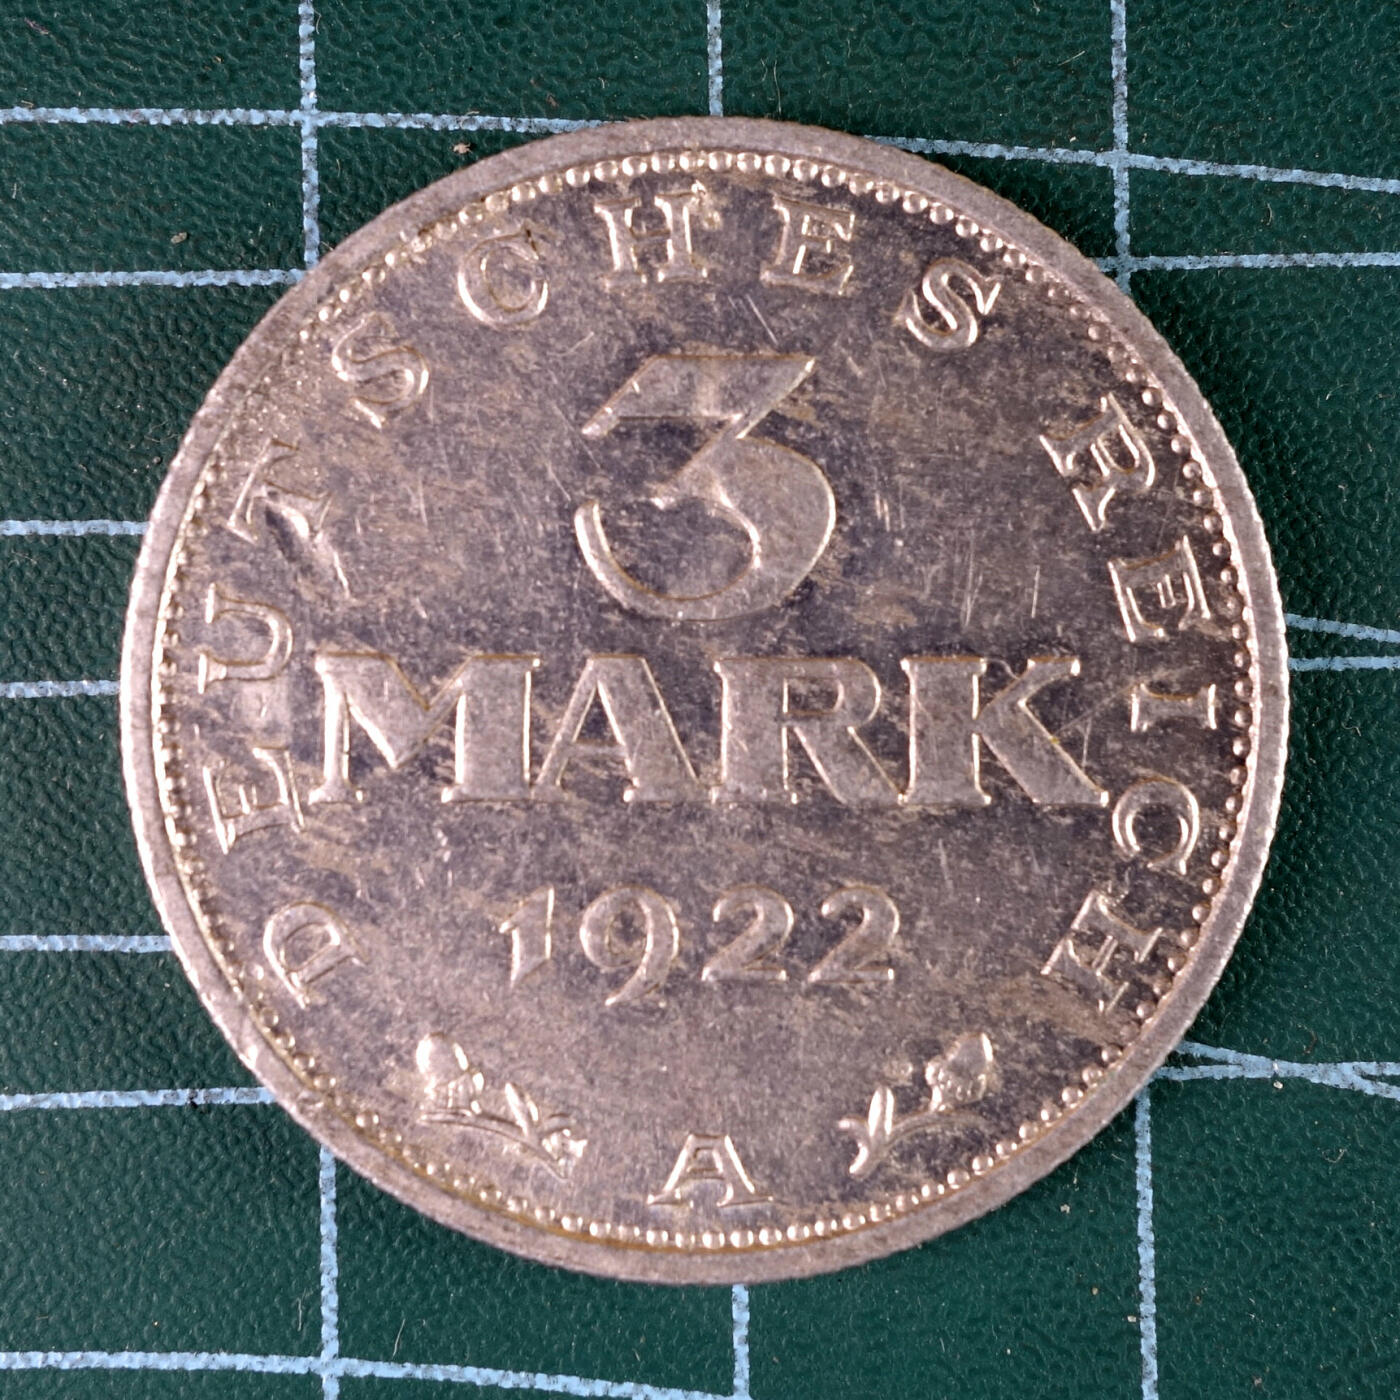 DEUTSCHES REICH
3
MARK
1922
A